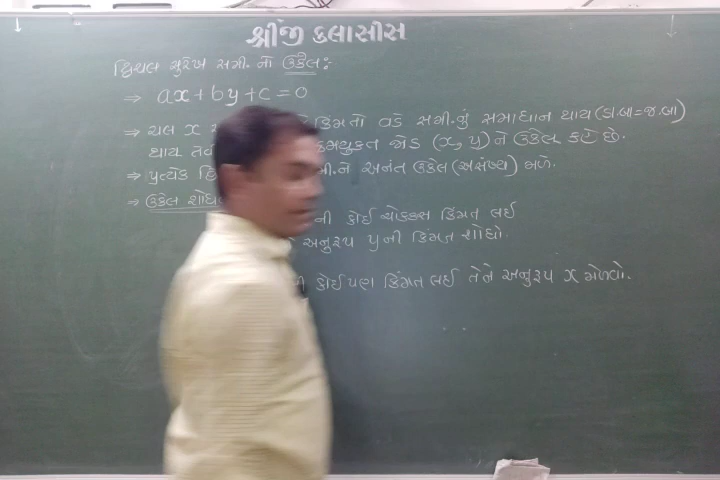 શ્રીજી કલાસીસ
દ્વિચલ સુરેખ સમી. નો ઉકેલ:-
⇒ ax + by + c = 0
⇒ ચલ x કિંમતો વડે સમી.નું સમાધાન થાય (ડા.બા = જ.બા)
થાય તેવી ક્રમયુક્ત જોડ (x, y) ને ઉકેલ કહે છે.
⇒ પ્રત્યેક અનંત ઉકેલ (અસંખ્ય) મળે.
⇒ ઉકેલ ની કોઈ ચોક્કસ કિંમત લઈ
અનુરૂપ y ની કિંમત શોધો.
કોઈપણ કિંમત લઈ તેને અનુરૂપ x મેળવો.